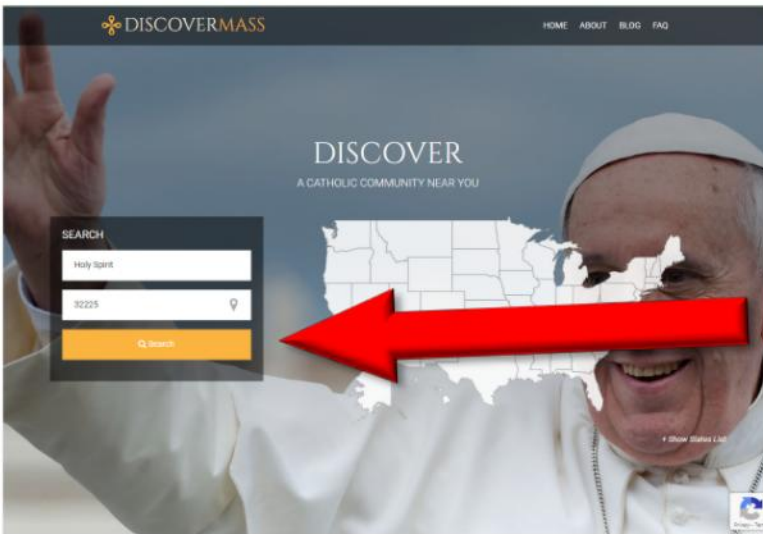 DISCOVERMASS
HOME ABOUT BLOG FAQ
DISCOVER
A CATHOLIC COMMUNITY NEAR YOU
SEARCH
Holy Spirit
32225
Search
+ Show States List